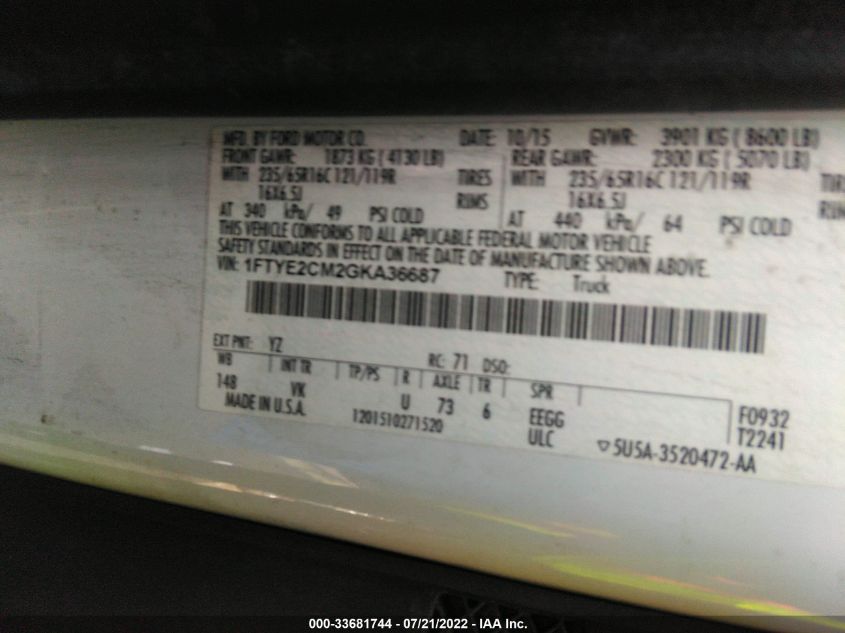 MFD. BY FORD MOTOR CO. DATE: 10/15 GVWR: 3901 KG ( 8600 LB)
FRONT GAWR: 1873 KG ( 4130 LB) REAR GAWR: 2300 KG ( 5070 LB)
WITH 235/65R16C 121/119R TIRES WITH 235/65R16C 121/119R TIRE
16X6.5J RIMS 16X6.5J RIM
AT 340 kPa/ 49 PSI COLD AT 440 kPa/ 64 PSI COLD
THIS VEHICLE CONFORMS TO ALL APPLICABLE FEDERAL MOTOR VEHICLE
SAFETY STANDARDS IN EFFECT ON THE DATE OF MANUFACTURE SHOWN ABOVE.
VIN: 1FTYE2CM2GKA36687 TYPE: Truck
EXT PNT: YZ RC: 71 DSO:
WB INT TR TP/PS R AXLE TR SPR
148 VK U 73 6 EEGG F0932
MADE IN U.S.A. 1201510271520 ULC T2241
▽5U5A-3520472-AA
000-33681744 - 07/21/2022 - IAA Inc.